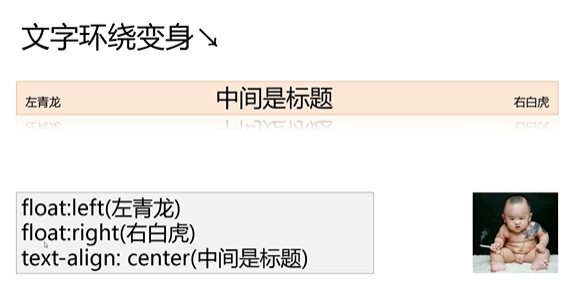 文字环绕变身↘
左青龙 中间是标题 右白虎
float:left(左青龙)
float:right(右白虎)
text-align: center(中间是标题)